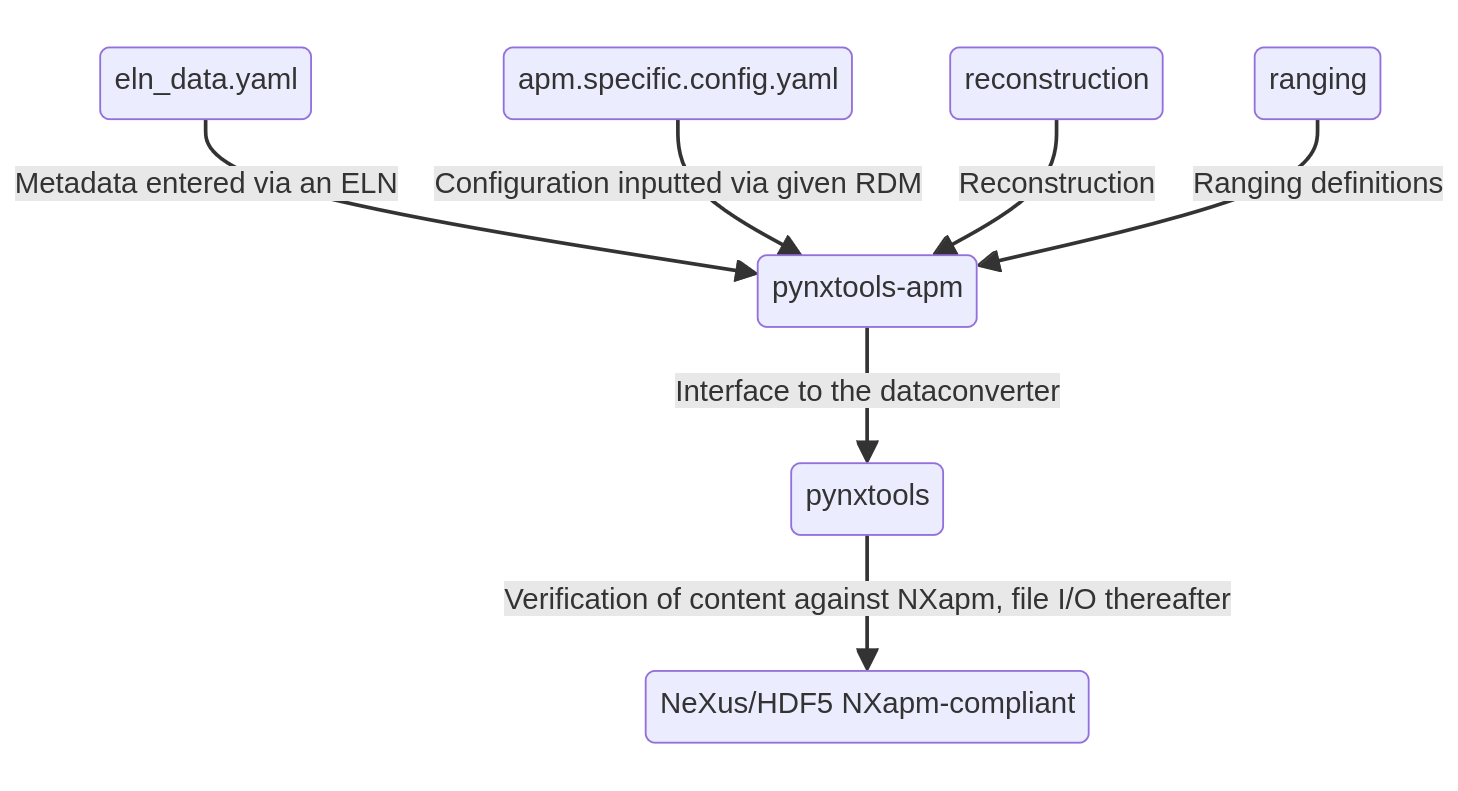 eln_data.yaml
apm.specific.config.yaml
reconstruction
ranging
Metadata entered via an ELN
Configuration inputted via given RDM
Reconstruction
Ranging definitions
pynxtools-apm
Interface to the dataconverter
pynxtools
Verification of content against NXapm, file I/O thereafter
NeXus/HDF5 NXapm-compliant